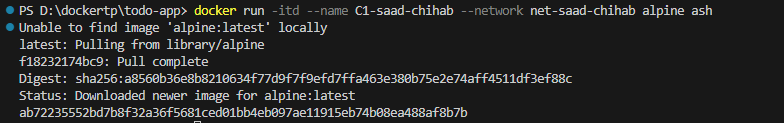 PS D:\dockertp\todo-app> docker run -itd --name C1-saad-chihab --network net-saad-chihab alpine ash
Unable to find image 'alpine:latest' locally
latest: Pulling from library/alpine
f18232174bc9: Pull complete
Digest: sha256:a8560b36e8b8210634f77d9f7f9efd7ffa463e380b75e2e74aff4511df3ef88c
Status: Downloaded newer image for alpine:latest
ab72235552bd7b8f32a36f5681ced01bb4eb097ae11915eb74b08ea488af8b7b